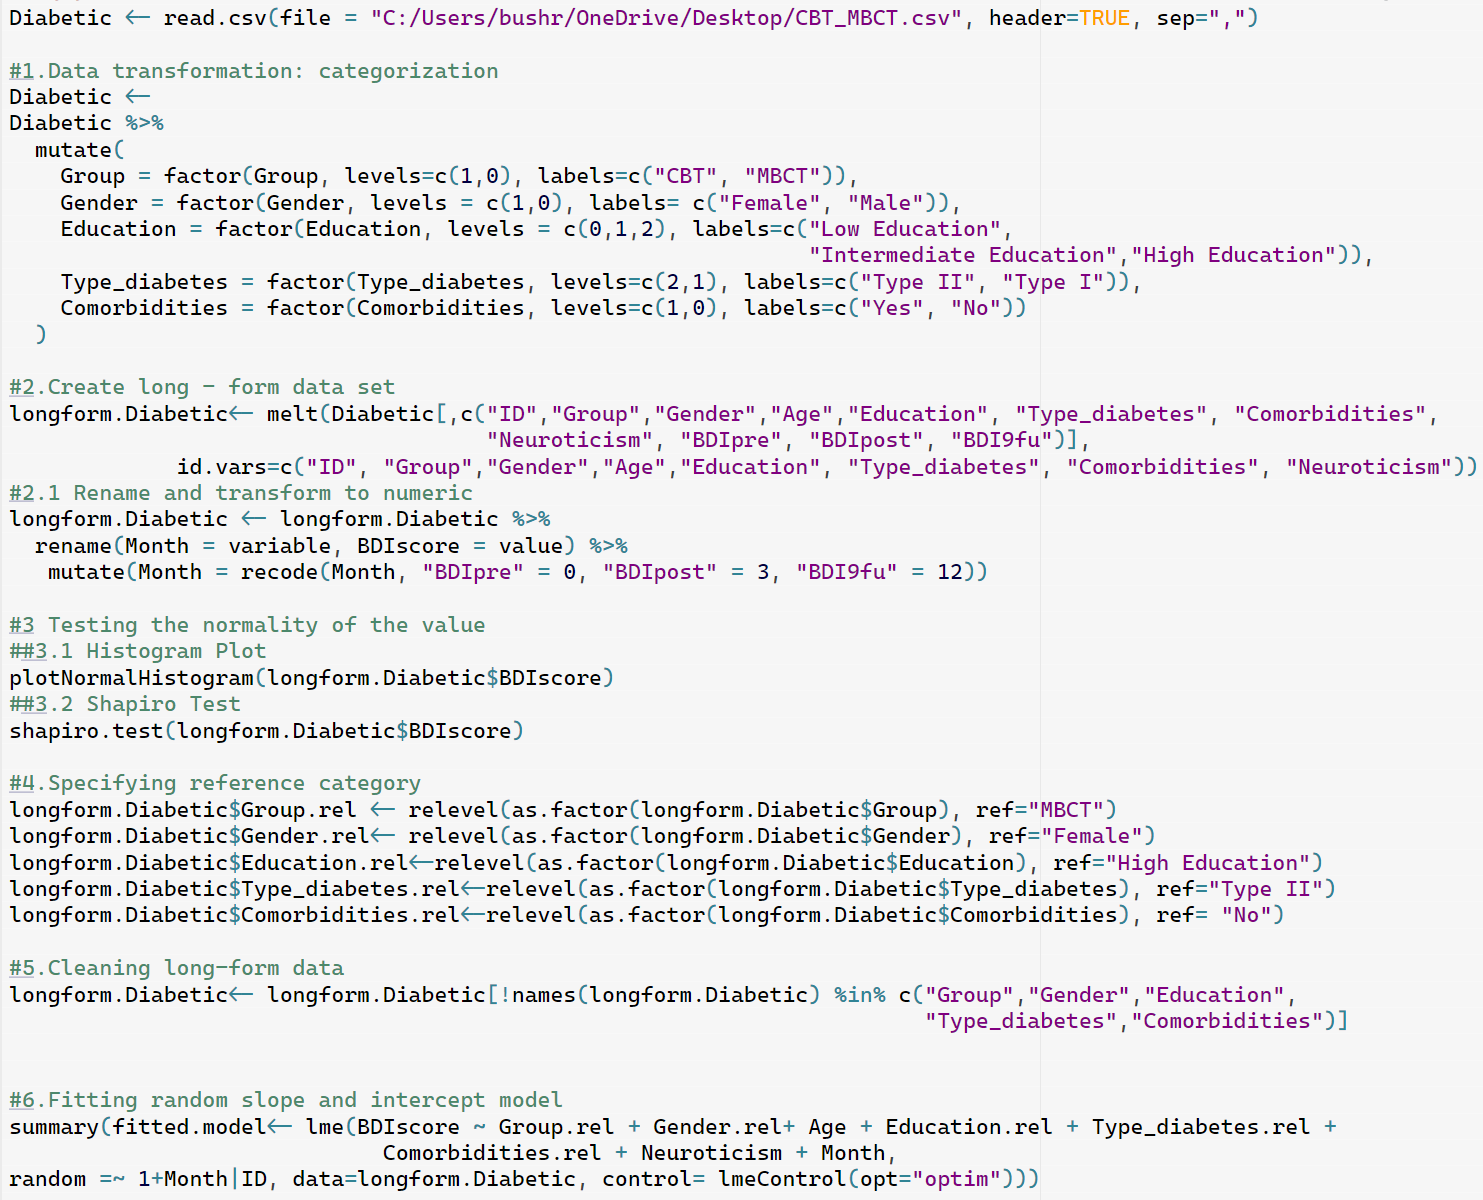 Diabetic <- read.csv(file = "C:/Users/bushr/OneDrive/Desktop/CBT_MBCT.csv", header=TRUE, sep=",")
#1.Data transformation: categorization
Diabetic <-
Diabetic %>%
  mutate(
    Group = factor(Group, levels=c(1,0), labels=c("CBT", "MBCT")),
    Gender = factor(Gender, levels = c(1,0), labels= c("Female", "Male")),
    Education = factor(Education, levels = c(0,1,2), labels=c("Low Education",
                                                              "Intermediate Education","High Education")),
    Type_diabetes = factor(Type_diabetes, levels=c(2,1), labels=c("Type II", "Type I")),
    Comorbidities = factor(Comorbidities, levels=c(1,0), labels=c("Yes", "No"))
  )
#2.Create long - form data set
longform.Diabetic<- melt(Diabetic[,c("ID","Group","Gender","Age","Education", "Type_diabetes", "Comorbidities",
                                     "Neuroticism", "BDIpre", "BDIpost", "BDI9fu")],
             id.vars=c("ID", "Group","Gender","Age","Education", "Type_diabetes", "Comorbidities", "Neuroticism"))
#2.1 Rename and transform to numeric
longform.Diabetic <- longform.Diabetic %>%
  rename(Month = variable, BDIscore = value) %>%
   mutate(Month = recode(Month, "BDIpre" = 0, "BDIpost" = 3, "BDI9fu" = 12))
#3 Testing the normality of the value
##3.1 Histogram Plot
plotNormalHistogram(longform.Diabetic$BDIscore)
##3.2 Shapiro Test
shapiro.test(longform.Diabetic$BDIscore)
#4.Specifying reference category
longform.Diabetic$Group.rel <- relevel(as.factor(longform.Diabetic$Group), ref="MBCT")
longform.Diabetic$Gender.rel<- relevel(as.factor(longform.Diabetic$Gender), ref="Female")
longform.Diabetic$Education.rel<-relevel(as.factor(longform.Diabetic$Education), ref="High Education")
longform.Diabetic$Type_diabetes.rel<-relevel(as.factor(longform.Diabetic$Type_diabetes), ref="Type II")
longform.Diabetic$Comorbidities.rel<-relevel(as.factor(longform.Diabetic$Comorbidities), ref= "No")
#5.Cleaning long-form data
longform.Diabetic<- longform.Diabetic[!names(longform.Diabetic) %in% c("Group","Gender","Education",
                                                                       "Type_diabetes","Comorbidities")]
#6.Fitting random slope and intercept model
summary(fitted.model<- lme(BDIscore ~ Group.rel + Gender.rel+ Age + Education.rel + Type_diabetes.rel +
                             Comorbidities.rel + Neuroticism + Month,
random =~ 1+Month|ID, data=longform.Diabetic, control= lmeControl(opt="optim")))